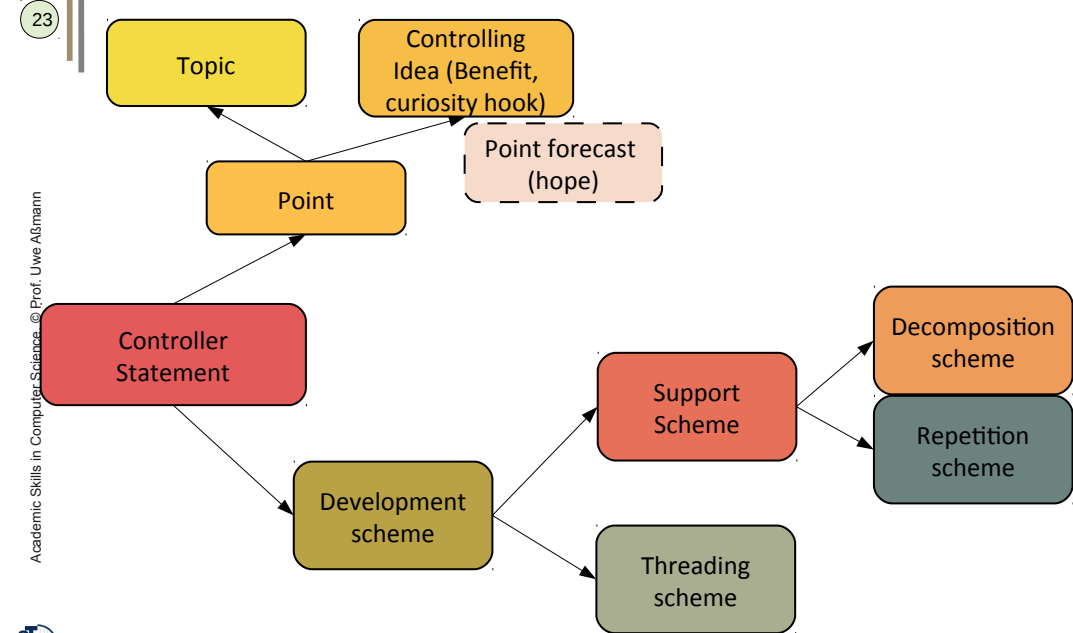 23
Topic
Controlling
Idea (Benefit,
curiosity hook)
Point forecast
(hope)
Point
Academic Skills in Computer Science, © Prof. Uwe Aßmann
Controller
Statement
Decomposition
scheme
Support
Scheme
Repetition
scheme
Development
scheme
Threading
scheme